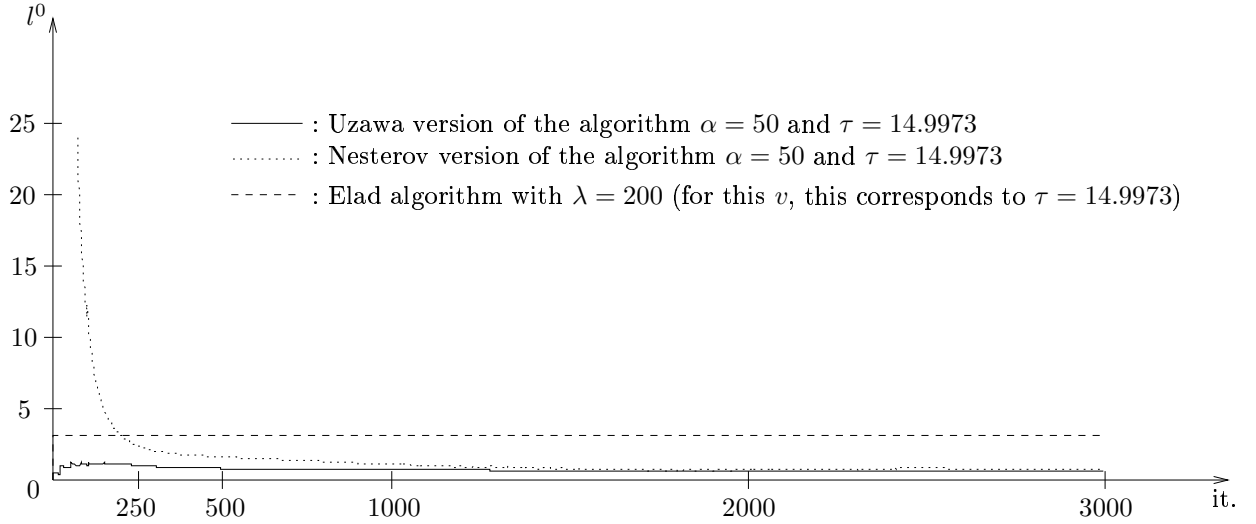 l⁰
25
20
15
10
5
0
: Uzawa version of the algorithm α = 50 and τ = 14.9973
: Nesterov version of the algorithm α = 50 and τ = 14.9973
: Elad algorithm with λ = 200 (for this v, this corresponds to τ = 14.9973)
250 500 1000 2000 3000
it.